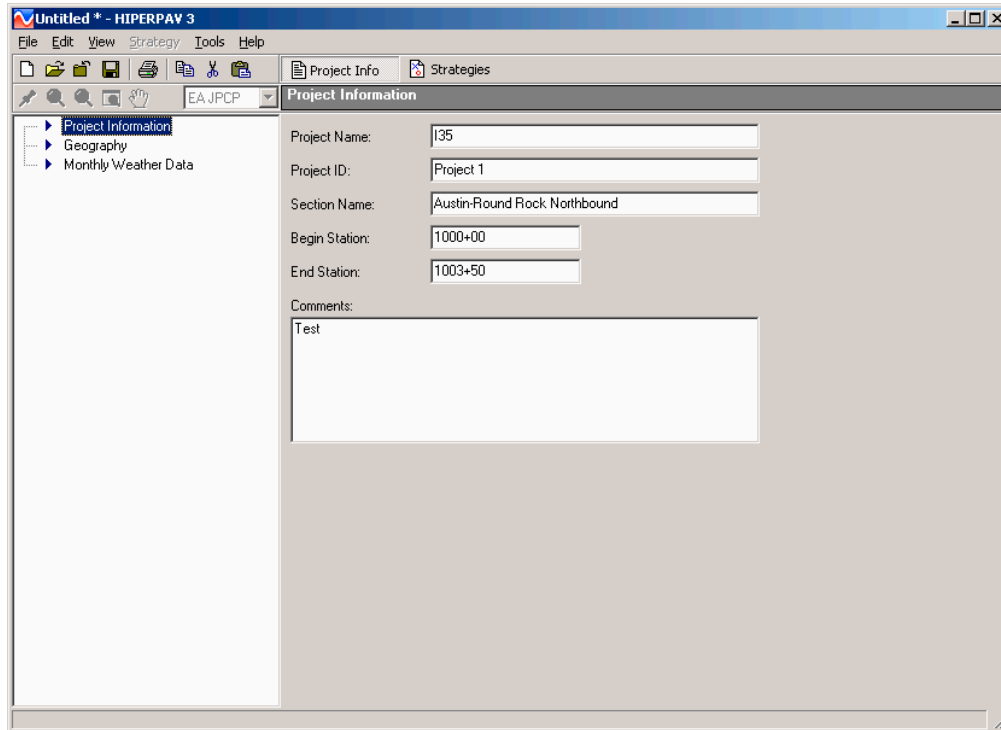 Untitled * - HIPERPAV 3
File Edit View Strategy Tools Help
Project Info Strategies
EAJPCP Project Information
Project Information
Geography
Monthly Weather Data
Project Name: I35
Project ID: Project 1
Section Name: Austin-Round Rock Northbound
Begin Station: 1000+00
End Station: 1003+50
Comments:
Test